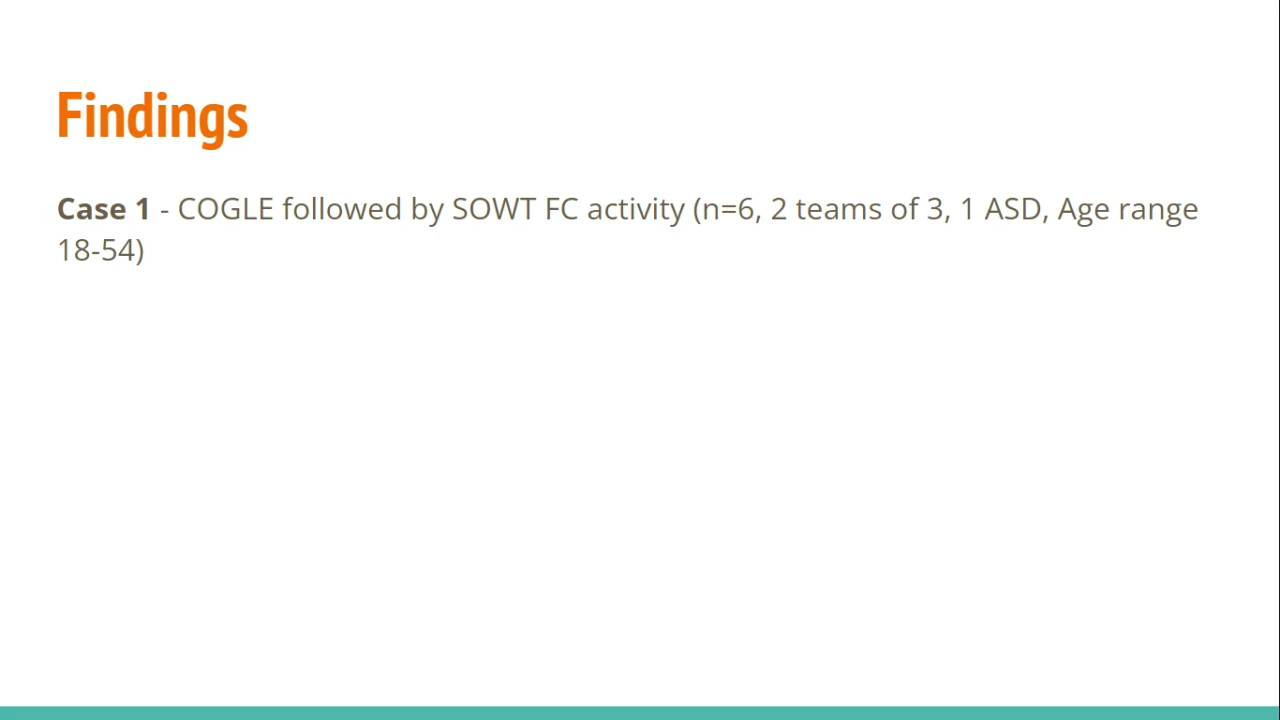 Findings
Case 1 - COGLE followed by SOWT FC activity (n=6, 2 teams of 3, 1 ASD, Age range
18-54)